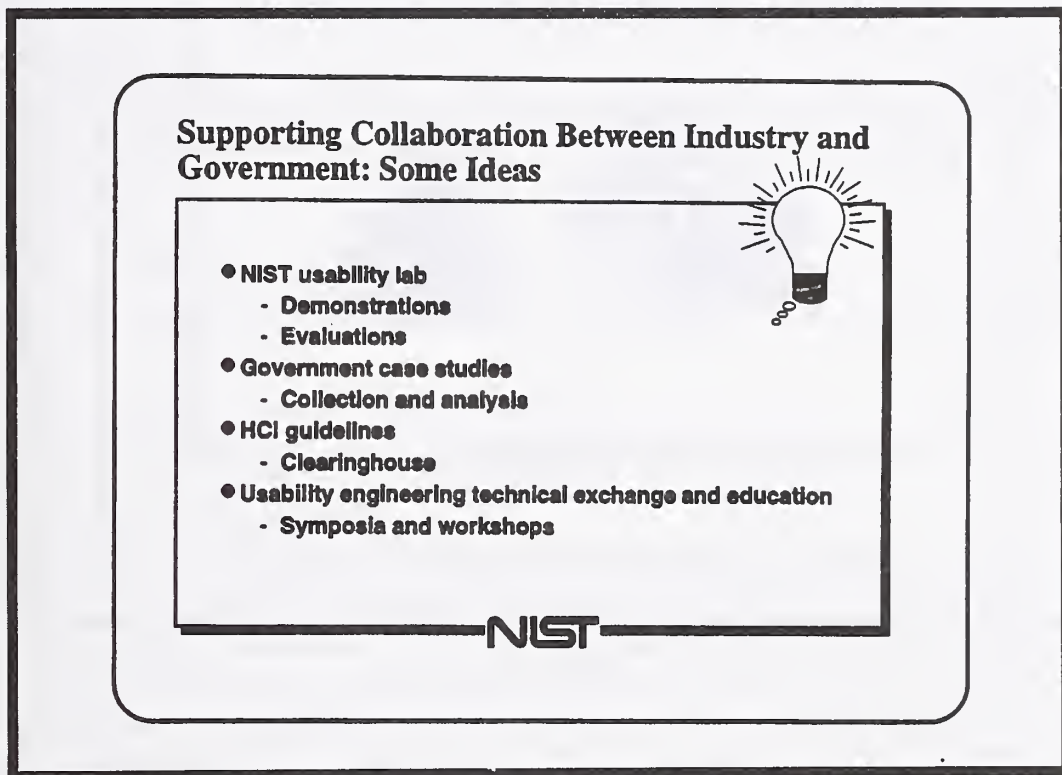 Supporting Collaboration Between Industry and
Government: Some Ideas
● NIST usability lab
- Demonstrations
- Evaluations
● Government case studies
- Collection and analysis
● HCI guidelines
- Clearinghouse
● Usability engineering technical exchange and education
- Symposia and workshops
NIST